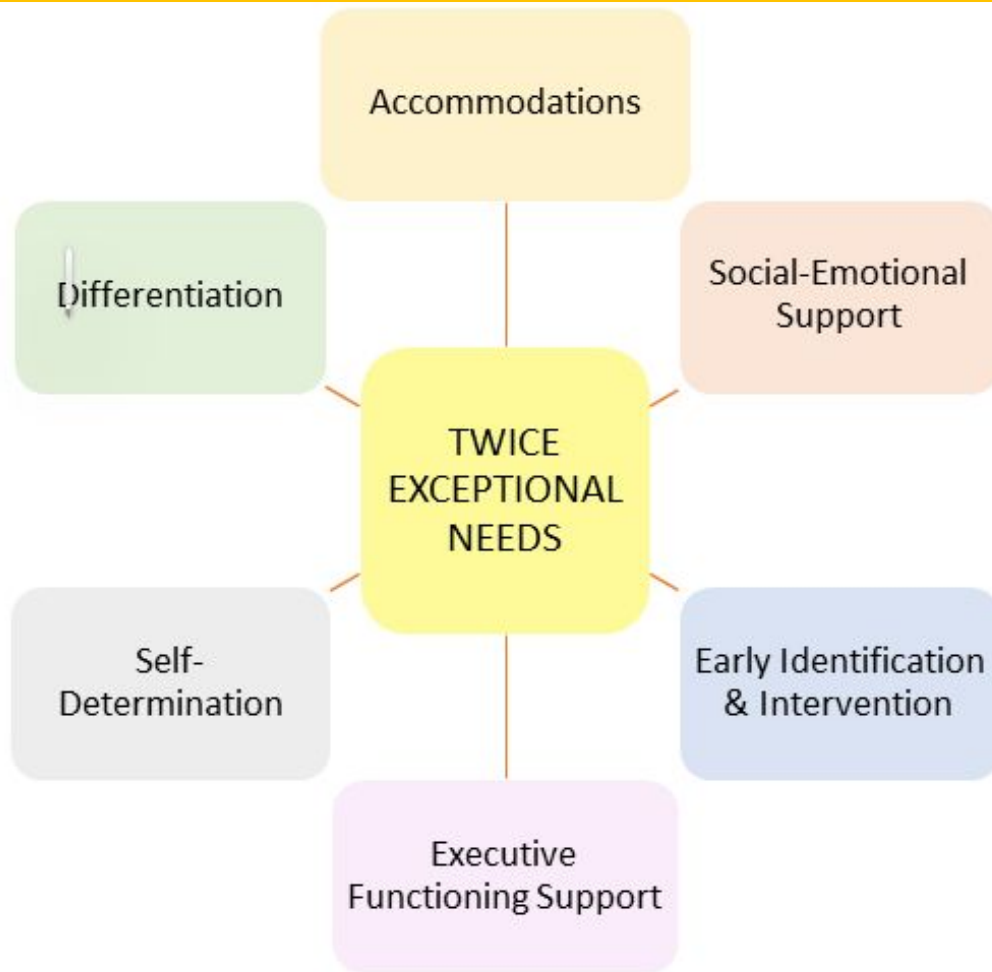 Accommodations
Differentiation
Social-Emotional
Support
TWICE
EXCEPTIONAL
NEEDS
Self-
Determination
Early Identification
& Intervention
Executive
Functioning Support